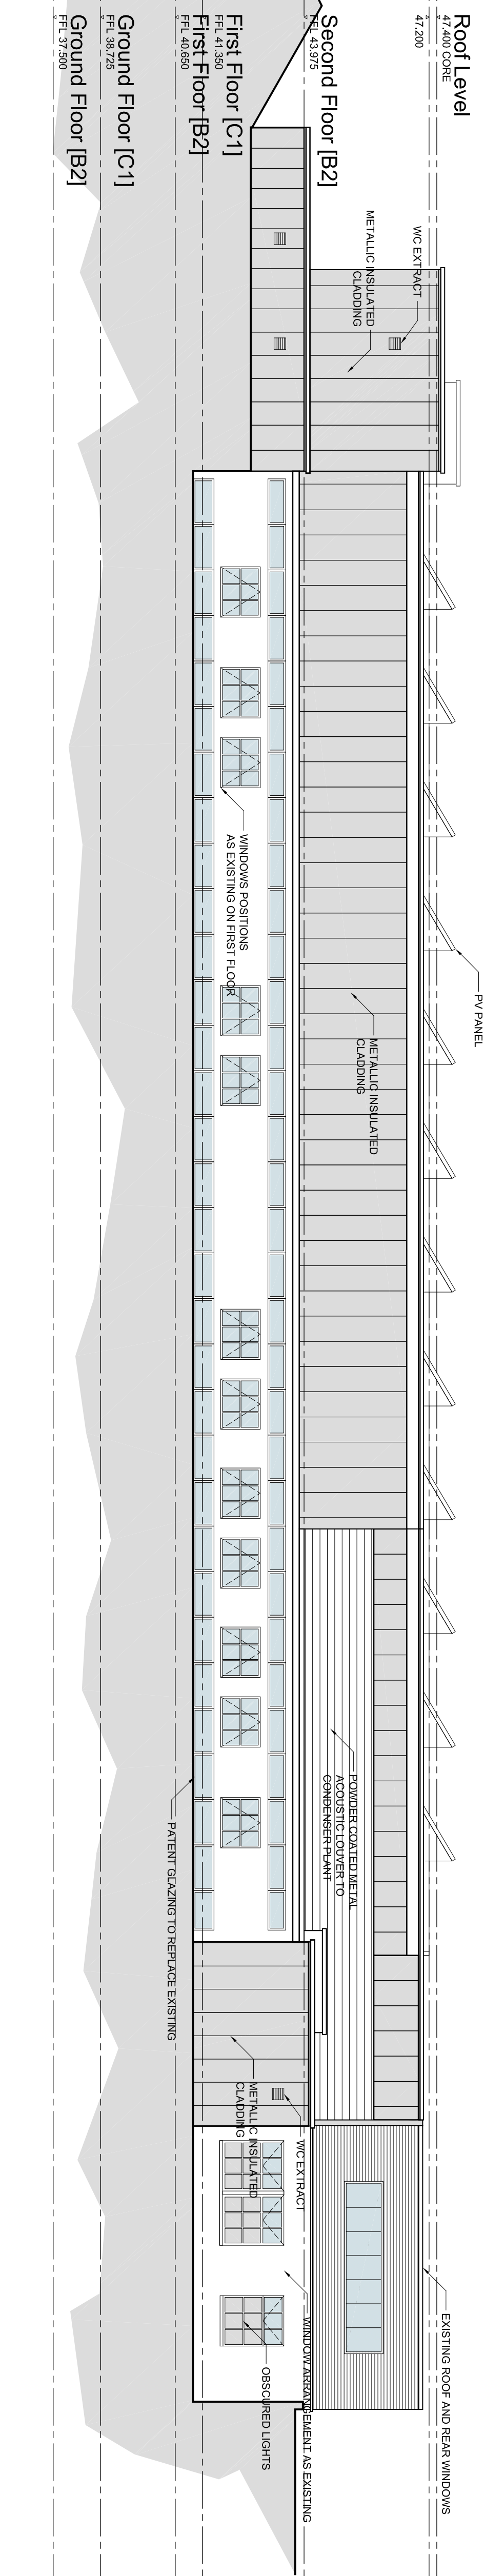 Roof Level
47.400 CORE
47.200
Second Floor [B2]
FFL 43.975
First Floor [C1]
FFL 41.350
First Floor [B2]
FFL 40.650
Ground Floor [C1]
FFL 38.725
Ground Floor [B2]
FFL 37.500
WC EXTRACT
METALLIC INSULATED
CLADDING
PV PANEL
WINDOWS POSITIONS
AS EXISTING ON FIRST FLOOR
METALLIC INSULATED
CLADDING
POWDER COATED METAL
ACOUSTIC LOUVER TO
CONDENSER PLANT
PATENT GLAZING TO REPLACE EXISTING
METALLIC INSULATED
CLADDING
WC EXTRACT
EXISTING ROOF AND REAR WINDOWS
WINDOW ARRANGEMENT AS EXISTING
OBSCURED LIGHTS